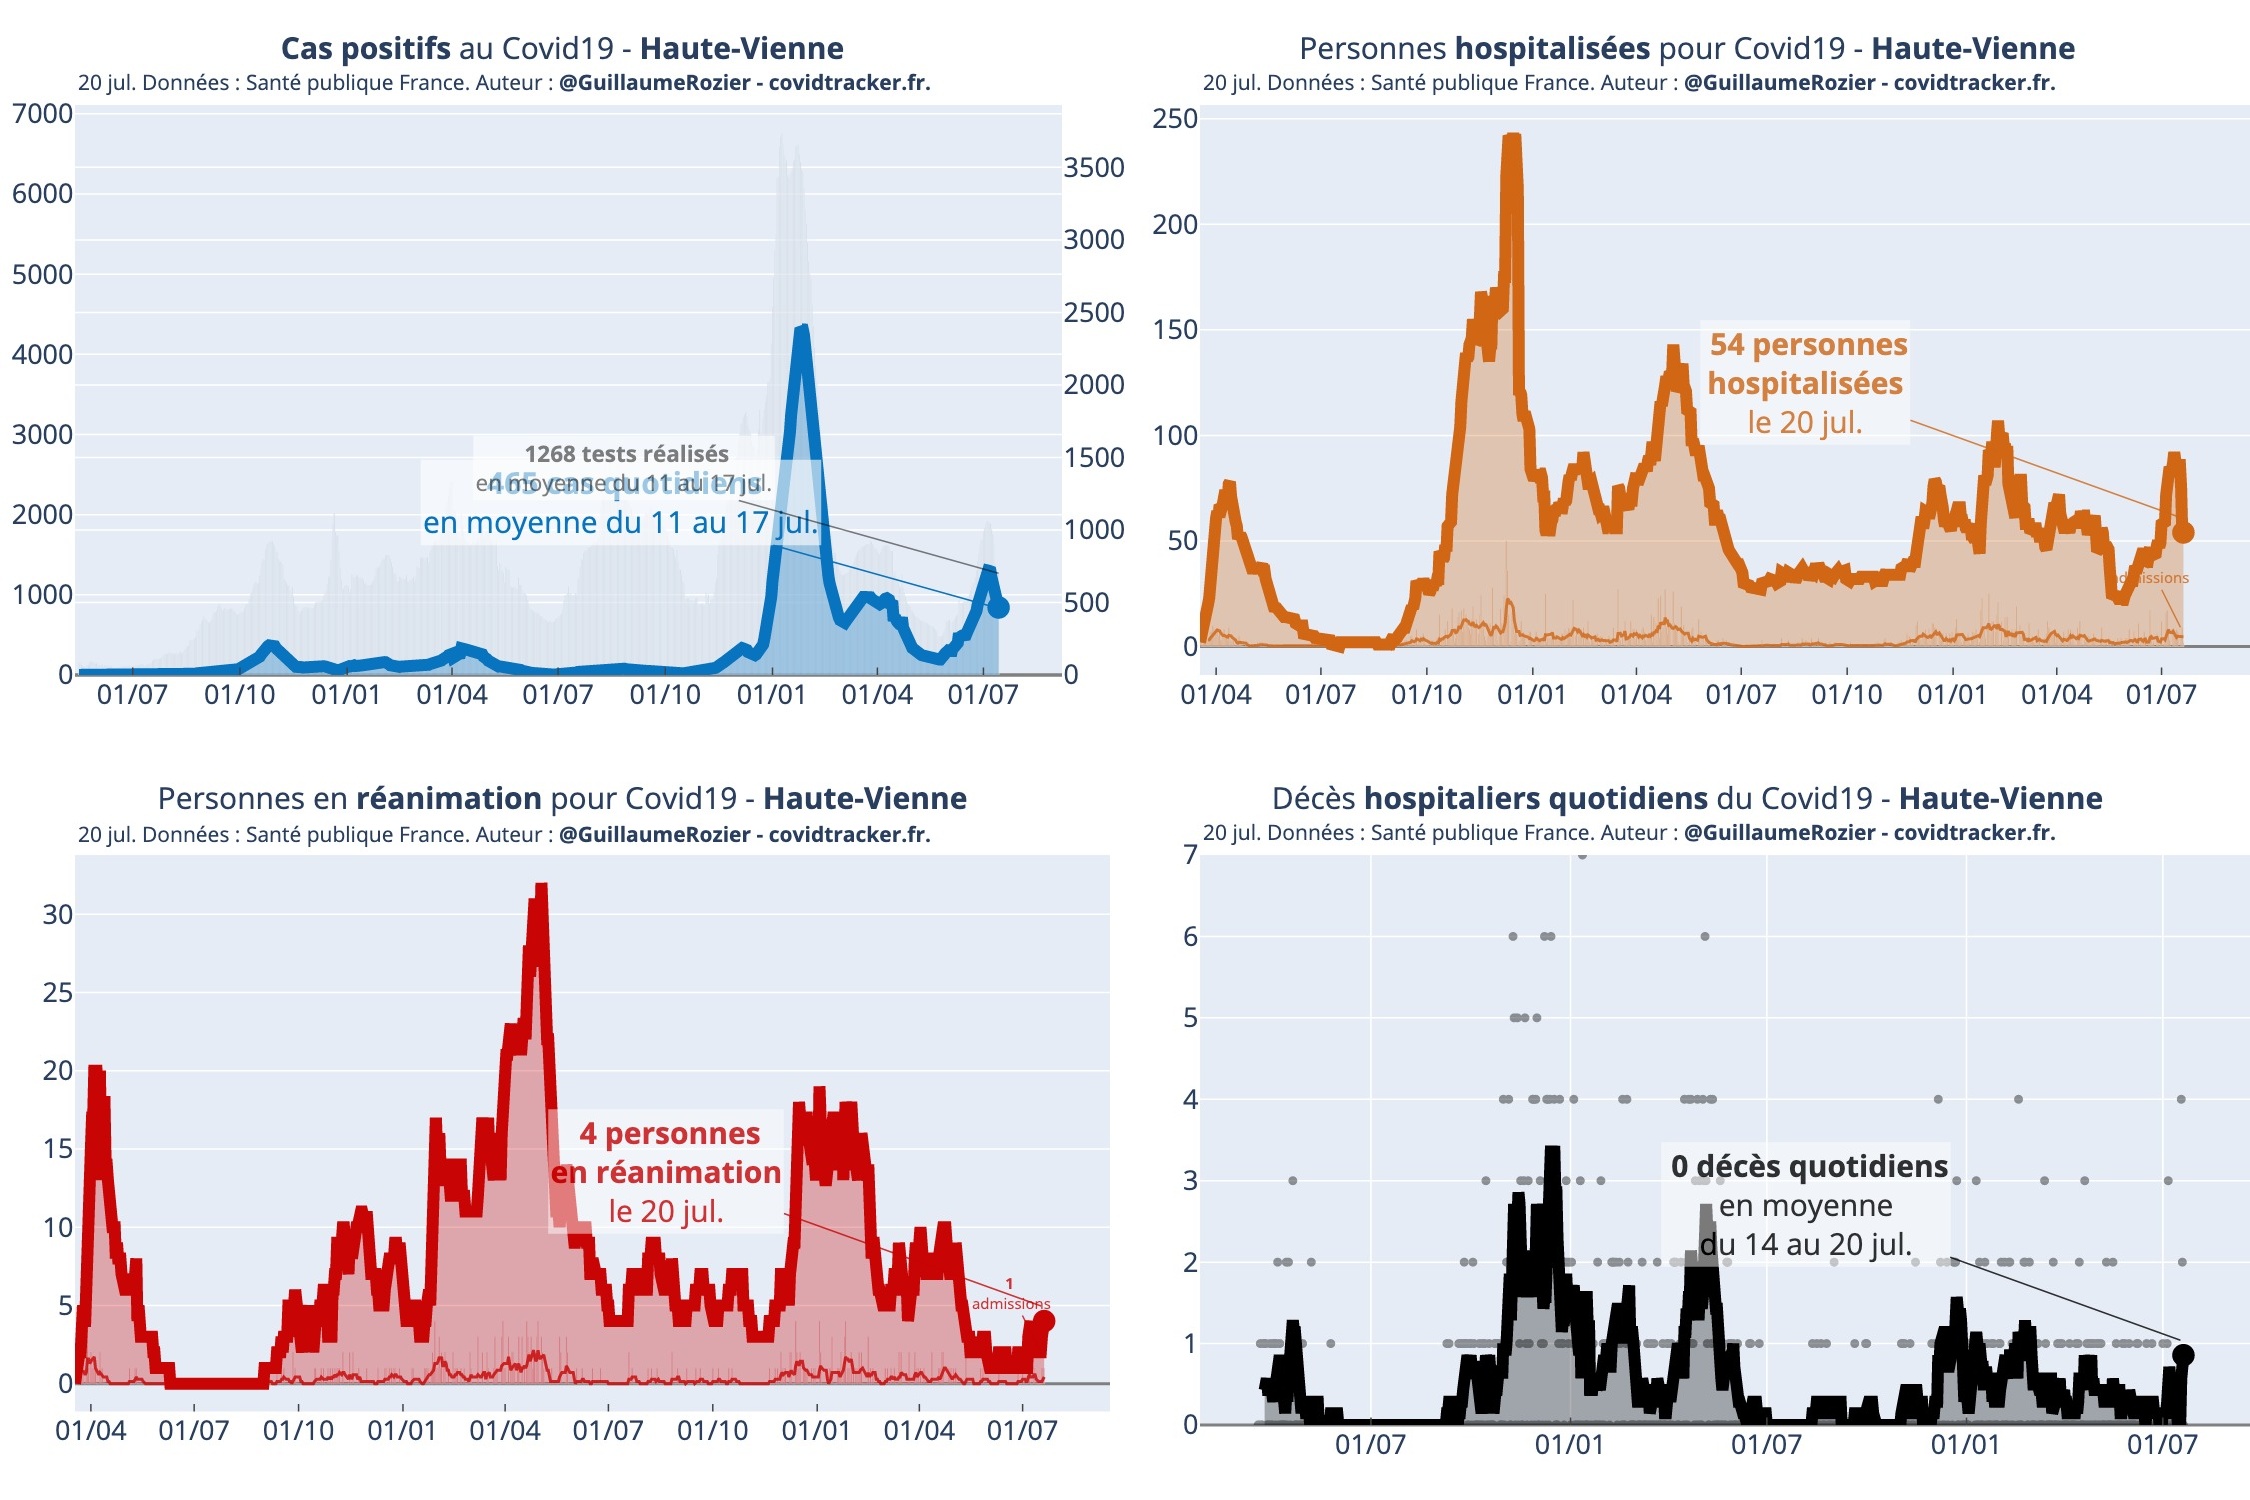 Cas positifs au Covid19 - Haute-Vienne
20 jul. Données : Santé publique France. Auteur : @GuillaumeRozier - covidtracker.fr.
7000
6000
5000
4000
3000
2000
1000
0
3500
3000
2500
2000
1500
1000
500
0
1268 tests réalisés
en moyenne du 11 au 17 jul.
465 cas quotidiens
en moyenne du 11 au 17 jul.
01/07 01/10 01/01 01/04 01/07 01/10 01/01 01/04 01/07
Personnes hospitalisées pour Covid19 - Haute-Vienne
20 jul. Données : Santé publique France. Auteur : @GuillaumeRozier - covidtracker.fr.
250
200
150
100
50
0
54 personnes
hospitalisées
le 20 jul.
admissions
01/04 01/07 01/10 01/01 01/04 01/07 01/10 01/01 01/04 01/07
Personnes en réanimation pour Covid19 - Haute-Vienne
20 jul. Données : Santé publique France. Auteur : @GuillaumeRozier - covidtracker.fr.
30
25
20
15
10
5
0
4 personnes
en réanimation
le 20 jul.
1
admissions
01/04 01/07 01/10 01/01 01/04 01/07 01/10 01/01 01/04 01/07
Décès hospitaliers quotidiens du Covid19 - Haute-Vienne
20 jul. Données : Santé publique France. Auteur : @GuillaumeRozier - covidtracker.fr.
7
6
5
4
3
2
1
0
0 décès quotidiens
en moyenne
du 14 au 20 jul.
01/07 01/01 01/07 01/01 01/07